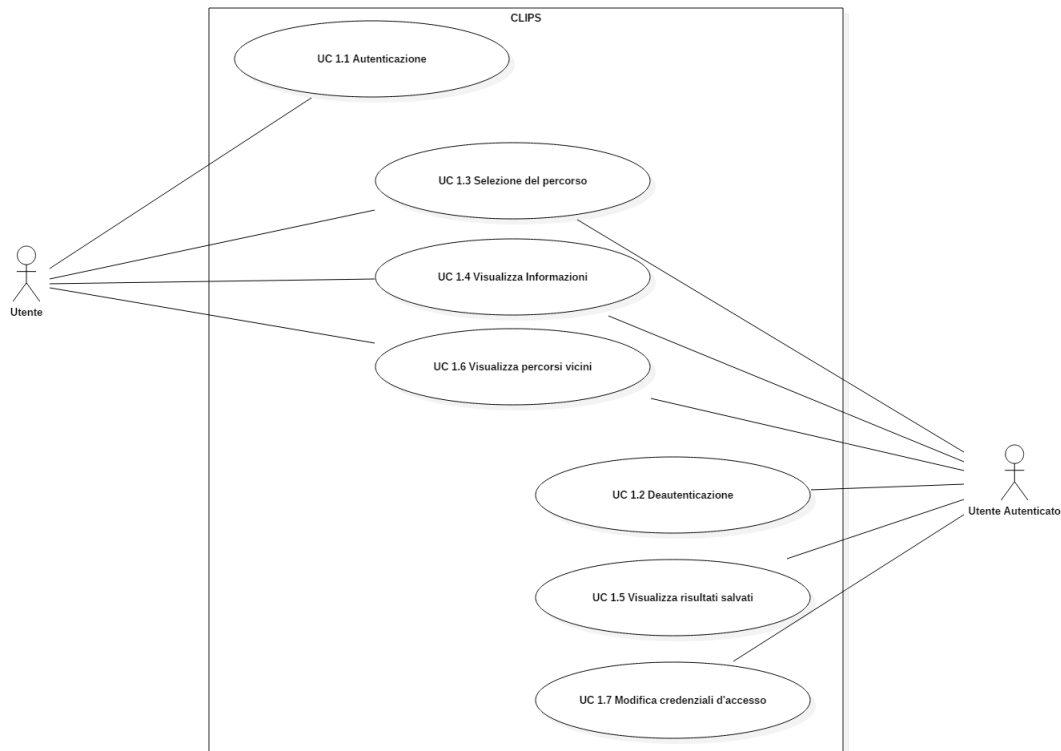 CLIPS
UC 1.1 Autenticazione
UC 1.3 Selezione del percorso
UC 1.4 Visualizza Informazioni
Utente
UC 1.6 Visualizza percorsi vicini
UC 1.2 Deautenticazione
Utente Autenticato
UC 1.5 Visualizza risultati salvati
UC 1.7 Modifica credenziali d'accesso